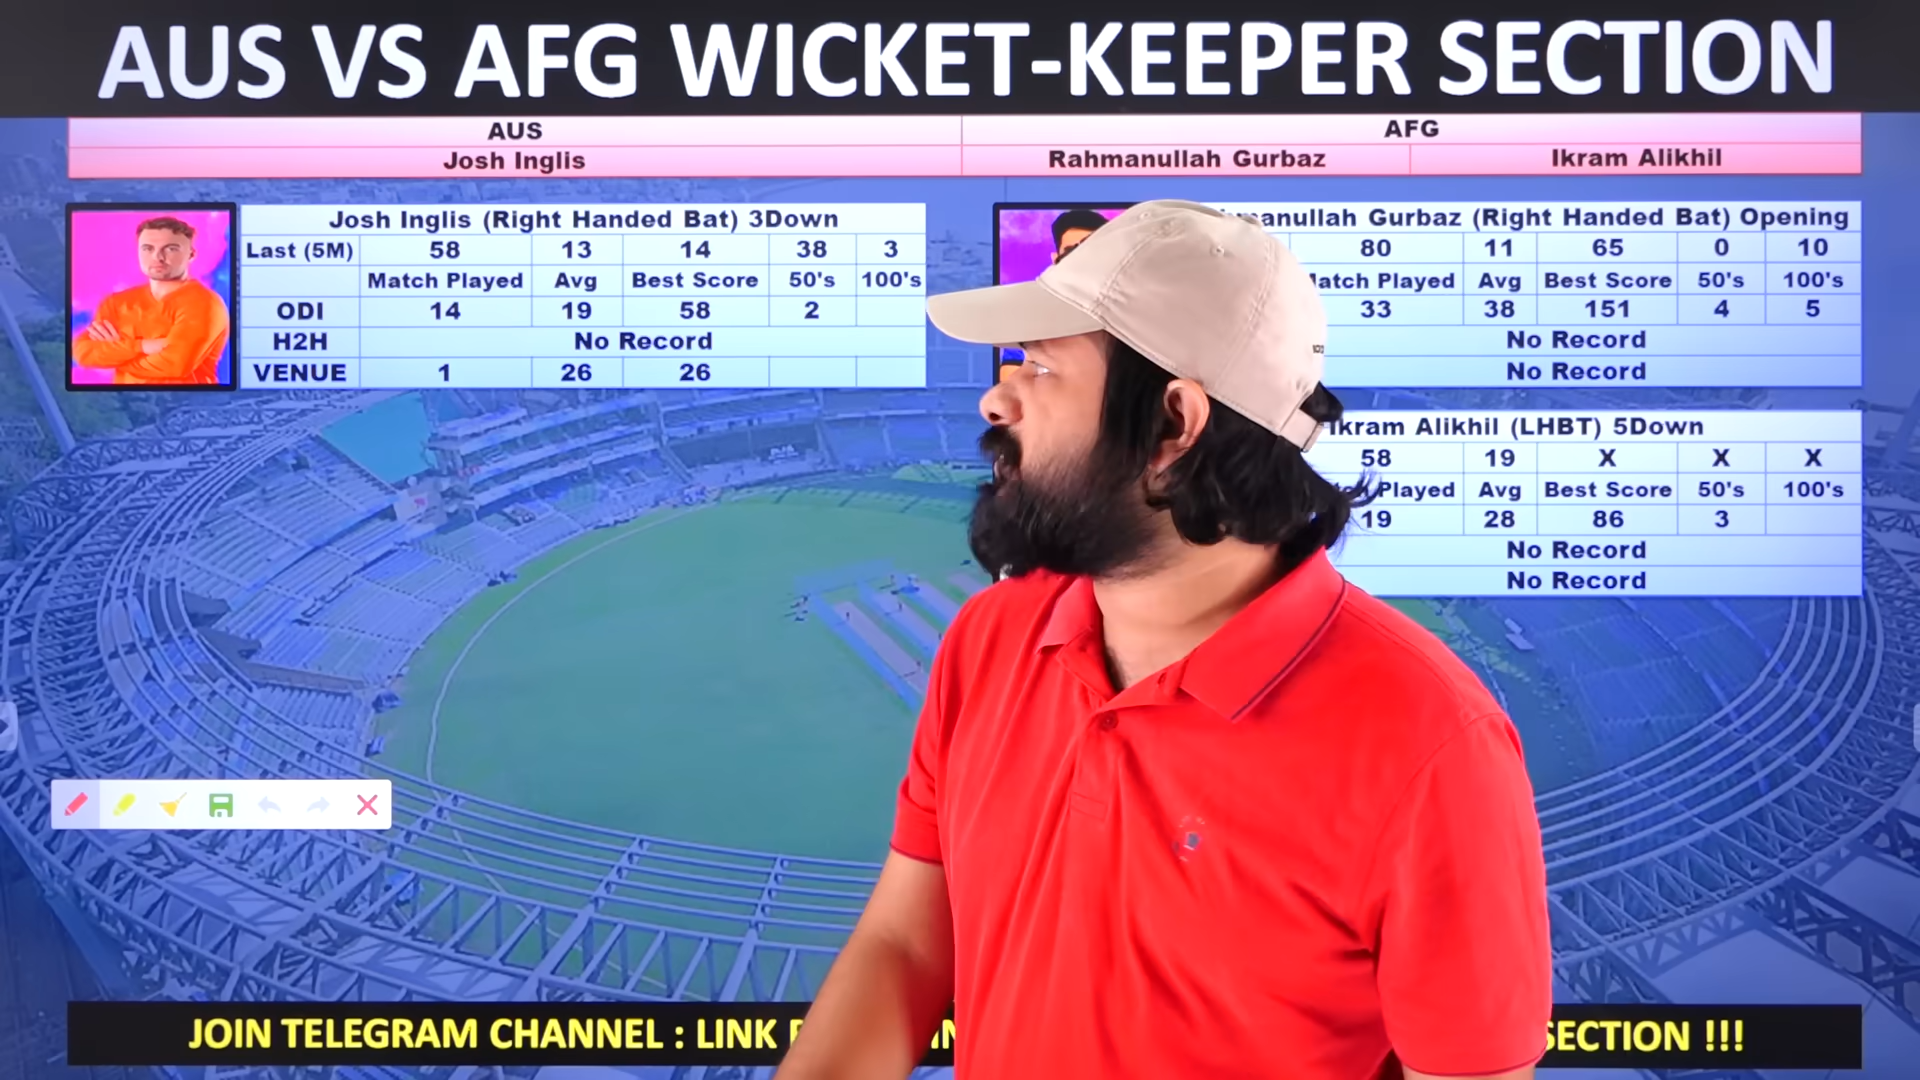 AUS VS AFG WICKET-KEEPER SECTION
AUS AFG
Josh Inglis Rahmanullah Gurbaz Ikram Alikhil
Josh Inglis (Right Handed Bat) 3Down
Last (5M) 58 13 14 38 3
Match Played Avg Best Score 50's 100's
ODI 14 19 58 2
H2H No Record
VENUE 1 26 26
Gurbaz (Right Handed Bat) Opening
80 11 65 0 10
Played Avg Best Score 50's 100's
33 38 151 4 5
No Record
No Record
Ikram Alikhil (LHBT) 5Down
58 19 X X X
Played Avg Best Score 50's 100's
19 28 86 3
No Record
No Record
JOIN TELEGRAM CHANNEL : LINK SECTION !!!